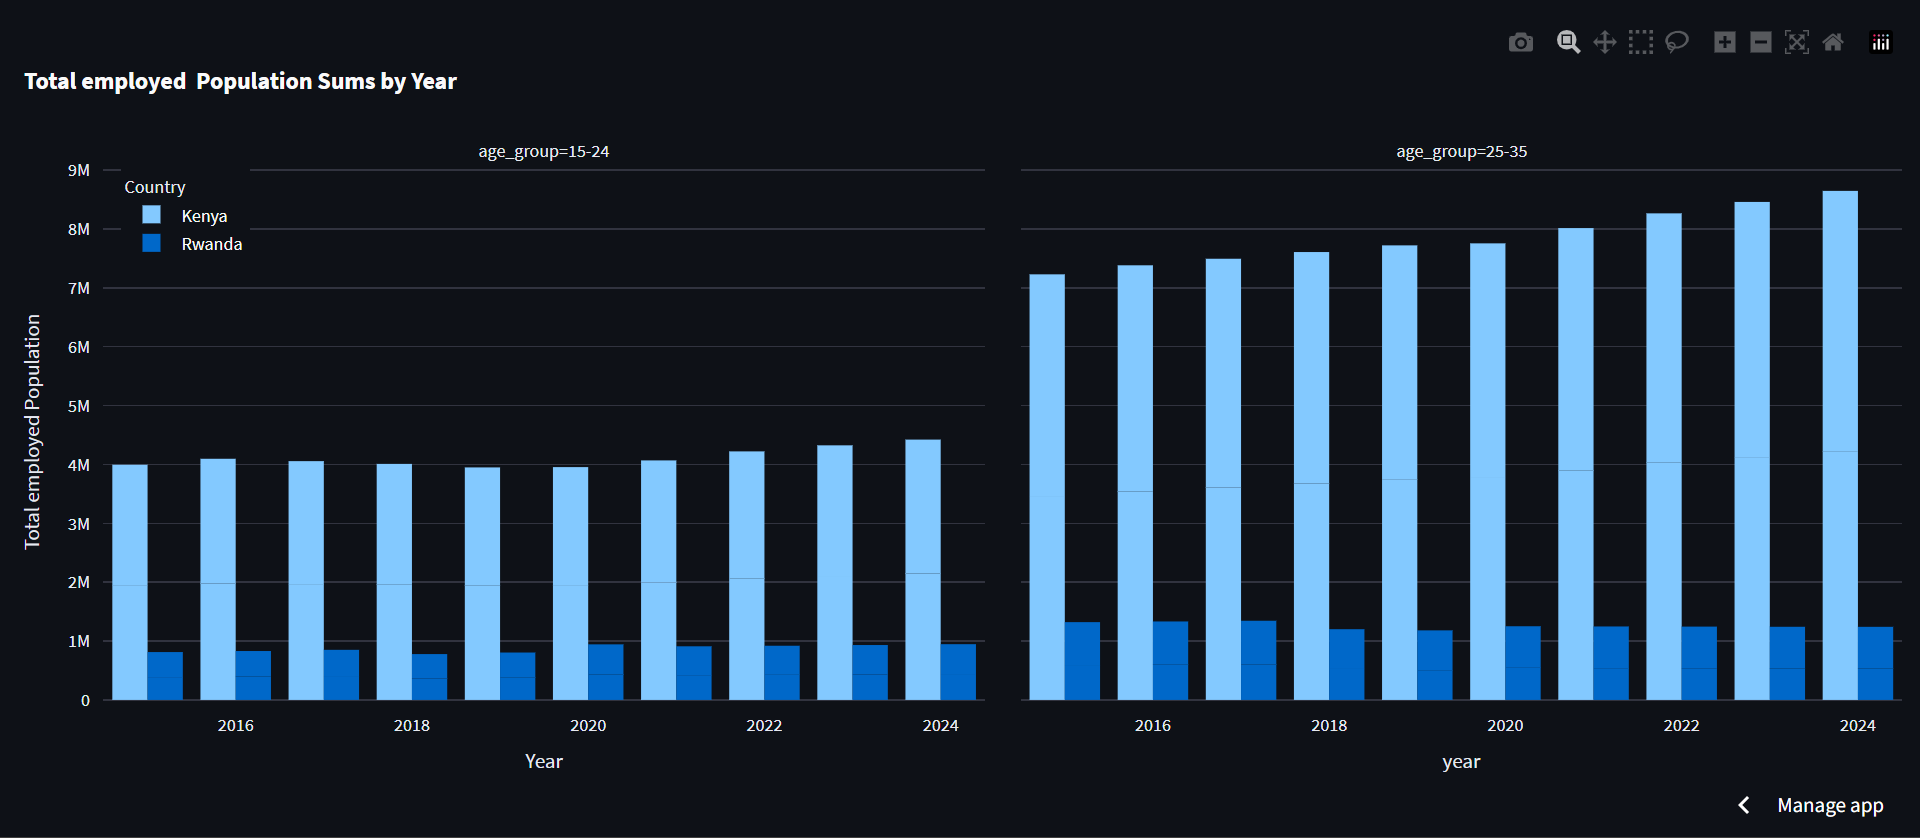 Total employed  Population Sums by Year
age_group=15-24
age_group=25-35
Country
Kenya
Rwanda
Total employed Population
9M
8M
7M
6M
5M
4M
3M
2M
1M
0
2016
2018
2020
2022
2024
2016
2018
2020
2022
2024
Year
year
Manage app